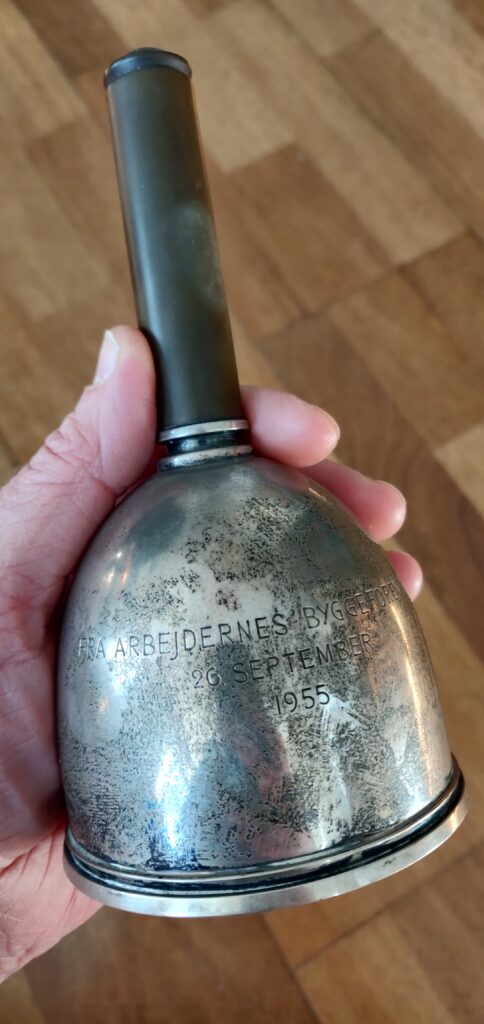 FRA ARBEJDERNES BYGGEFORE
26 SEPTEMBER
1955